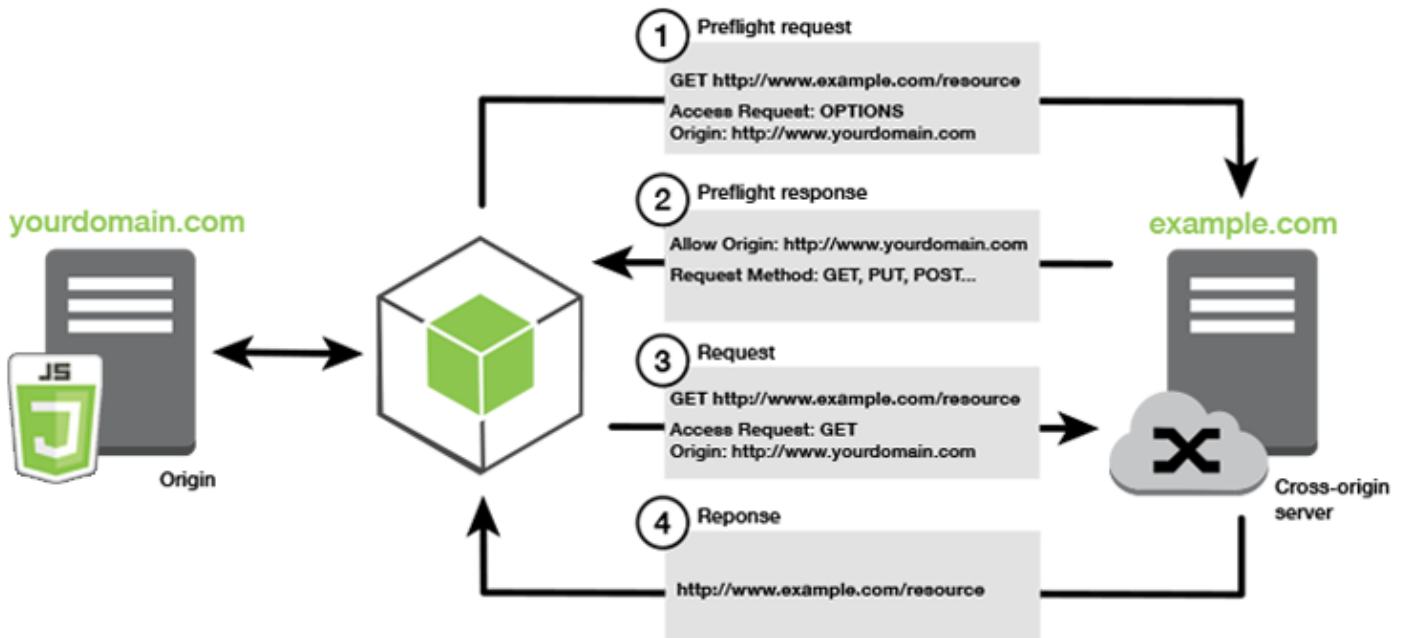 1 Preflight request
GET http://www.example.com/resource
Access Request: OPTIONS
Origin: http://www.yourdomain.com
2 Preflight response
Allow Origin: http://www.yourdomain.com
Request Method: GET, PUT, POST...
yourdomain.com
example.com
3 Request
GET http://www.example.com/resource
Access Request: GET
Origin: http://www.yourdomain.com
JS
Origin
Cross-origin
server
4 Reponse
http://www.example.com/resource